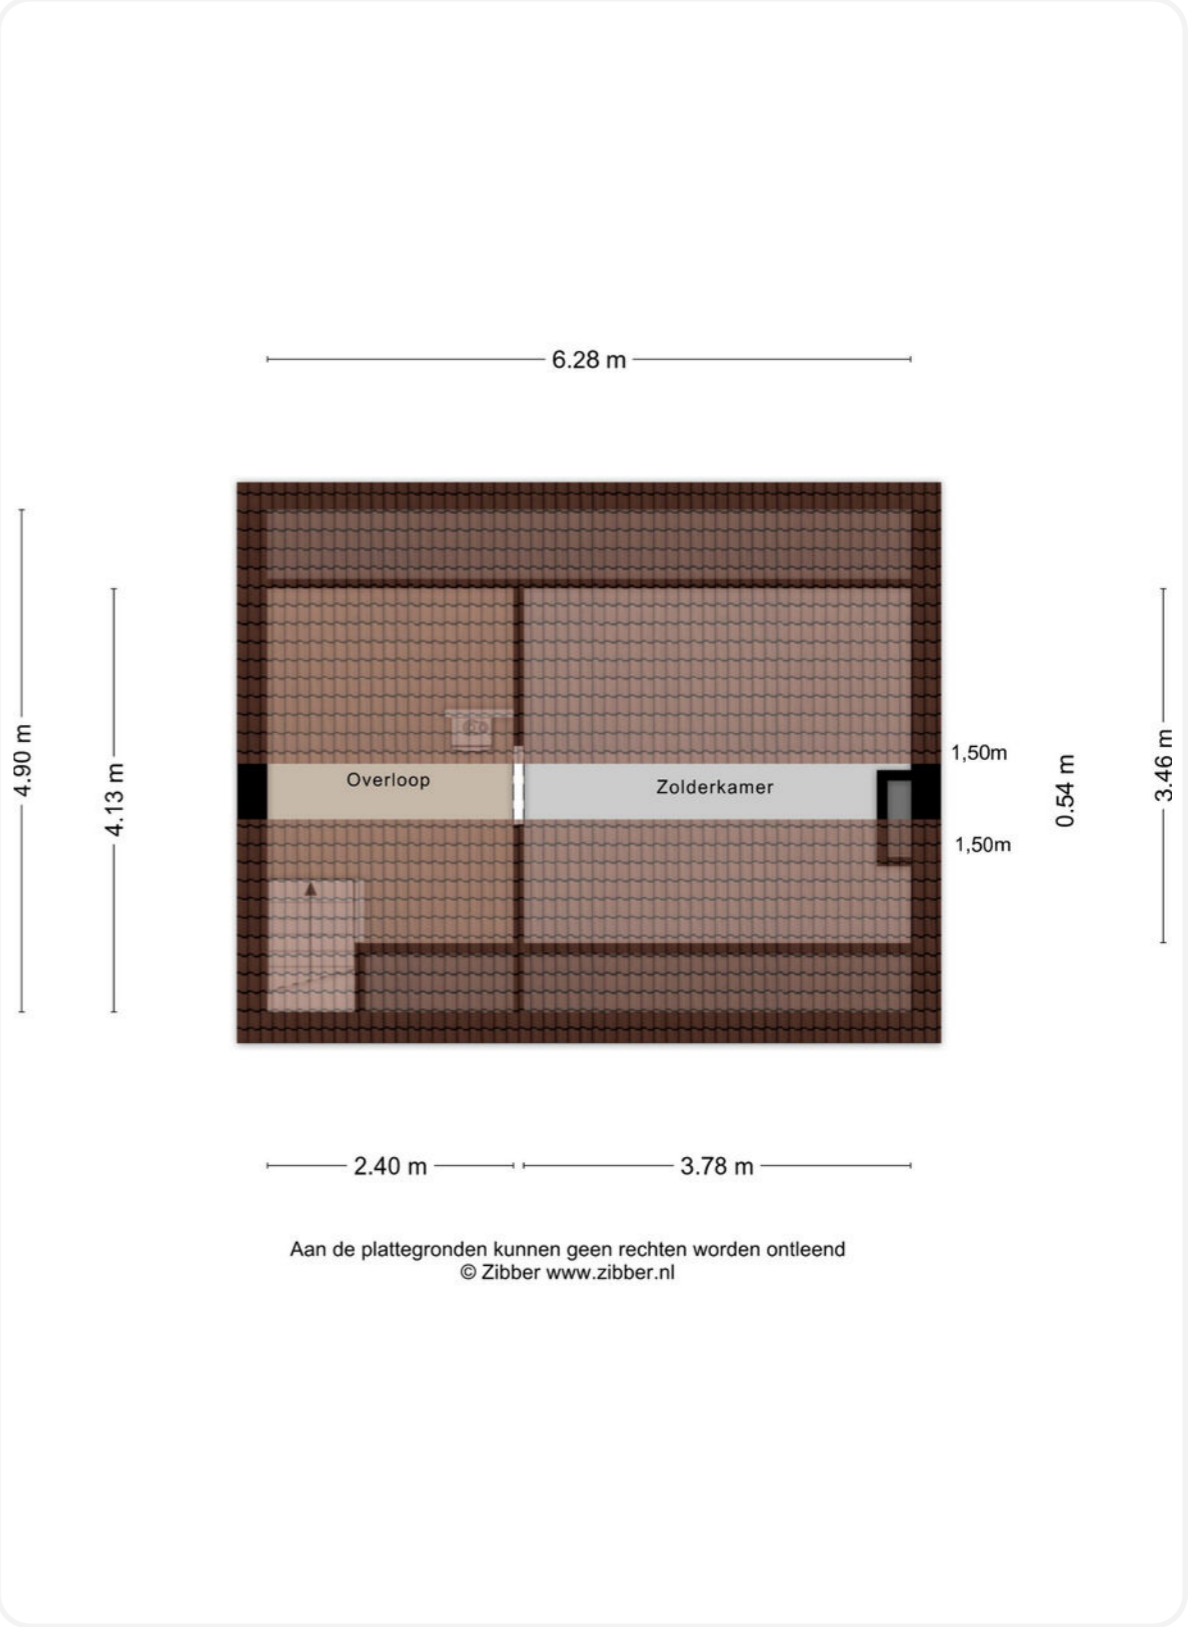 6.28 m
4.90 m
4.13 m
Overloop
Zolderkamer
1,50m
0.54 m
3.46 m
1,50m
2.40 m
3.78 m
Aan de plattegronden kunnen geen rechten worden ontleend
© Zibber www.zibber.nl